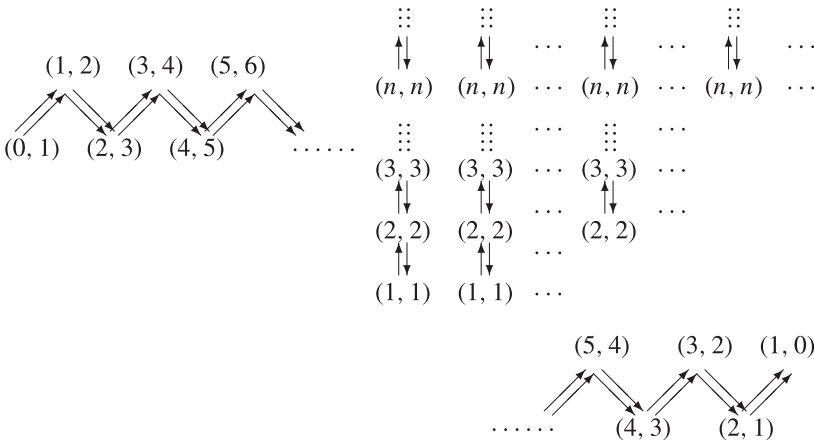 (1, 2) (3, 4) (5, 6)
(0, 1) (2, 3) (4, 5) ......
... ... ...
(n, n) (n, n) ... (n, n) ... (n, n) ...
... ...
(3, 3) (3, 3) ... (3, 3) ...
(2, 2) (2, 2) ... (2, 2) ...
...
(1, 1) (1, 1) ...
(5, 4) (3, 2) (1, 0)
...... (4, 3) (2, 1)